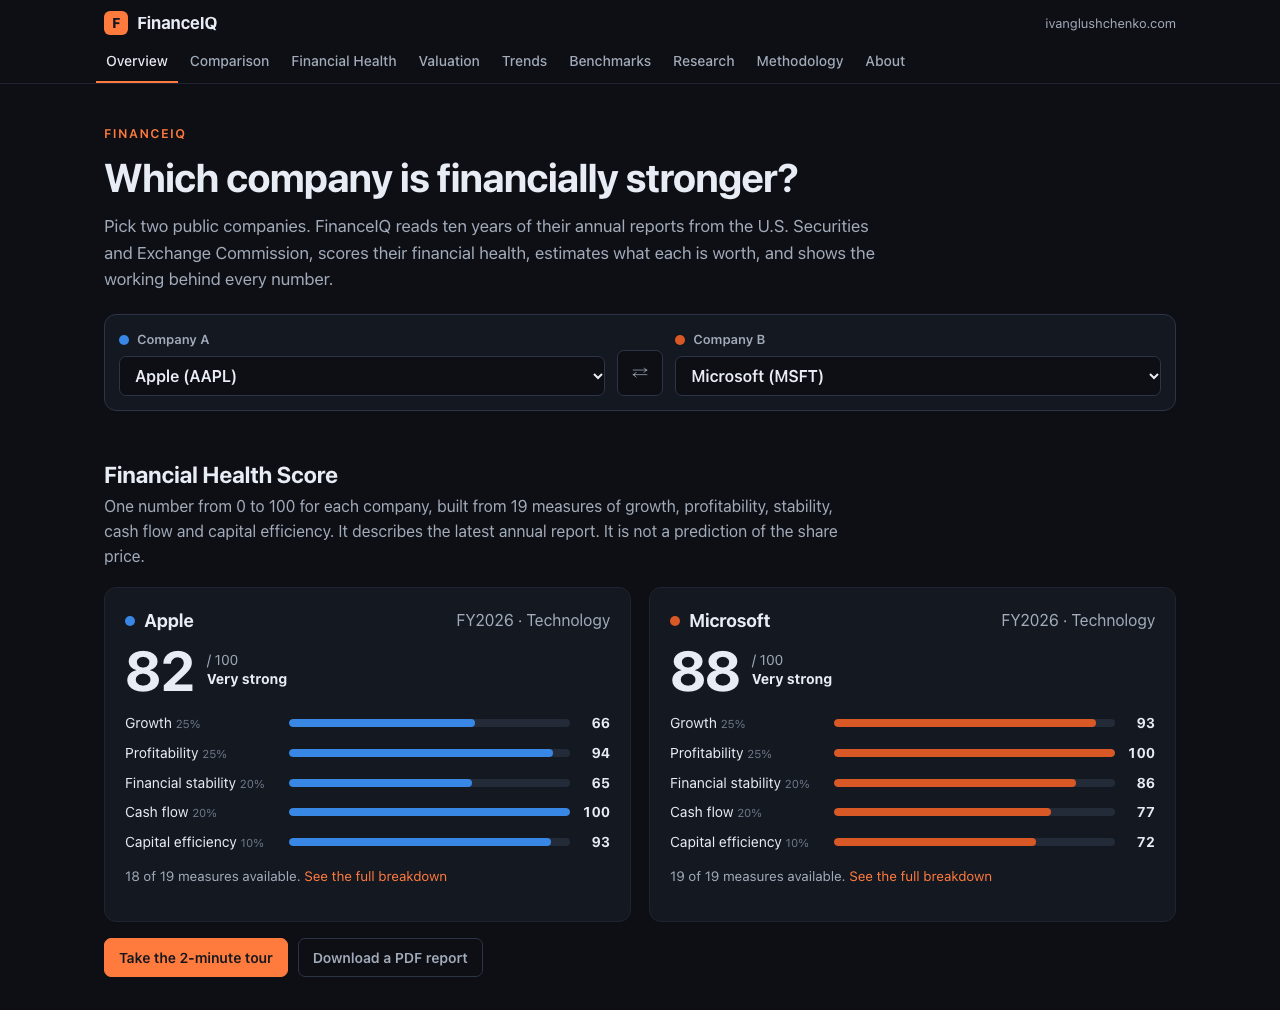 F FinanceIQ
ivanglushchenko.com
Overview Comparison Financial Health Valuation Trends Benchmarks Research Methodology About
FINANCEIQ
Which company is financially stronger?
Pick two public companies. FinanceIQ reads ten years of their annual reports from the U.S. Securities
and Exchange Commission, scores their financial health, estimates what each is worth, and shows the
working behind every number.
Company A
Apple (AAPL)
⇄
Company B
Microsoft (MSFT)
Financial Health Score
One number from 0 to 100 for each company, built from 19 measures of growth, profitability, stability,
cash flow and capital efficiency. It describes the latest annual report. It is not a prediction of the share
price.
Apple FY2026 · Technology
82 / 100
Very strong
Growth 25% 66
Profitability 25% 94
Financial stability 20% 65
Cash flow 20% 100
Capital efficiency 10% 93
18 of 19 measures available. See the full breakdown
Microsoft FY2026 · Technology
88 / 100
Very strong
Growth 25% 93
Profitability 25% 100
Financial stability 20% 86
Cash flow 20% 77
Capital efficiency 10% 72
19 of 19 measures available. See the full breakdown
Take the 2-minute tour
Download a PDF report